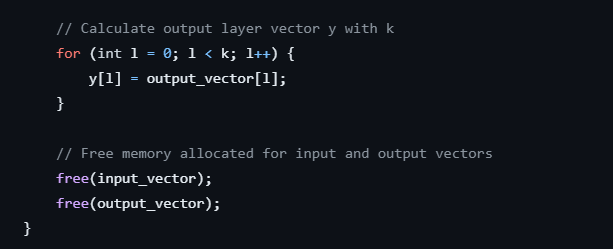 // Calculate output layer vector y with k
for (int l = 0; l < k; l++) {
y[l] = output_vector[l];
}
// Free memory allocated for input and output vectors
free(input_vector);
free(output_vector);
}